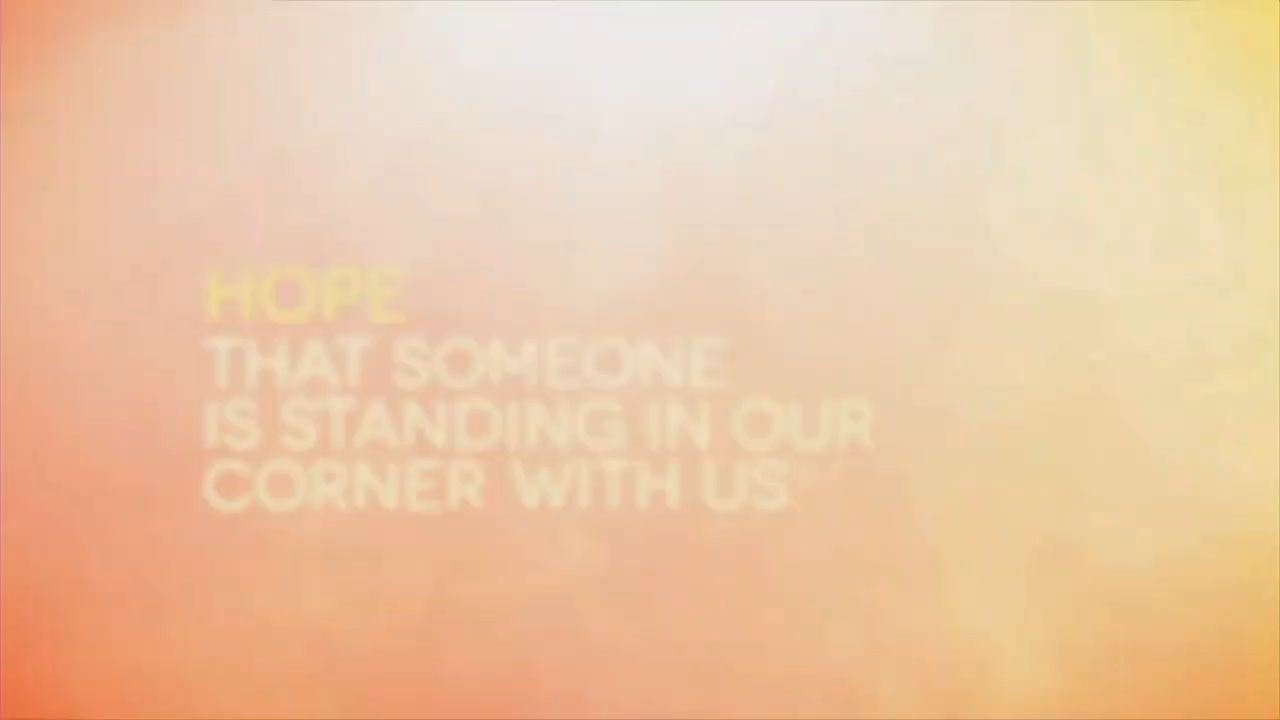 HOPE
THAT SOMEONE
IS STANDING IN OUR
CORNER WITH US